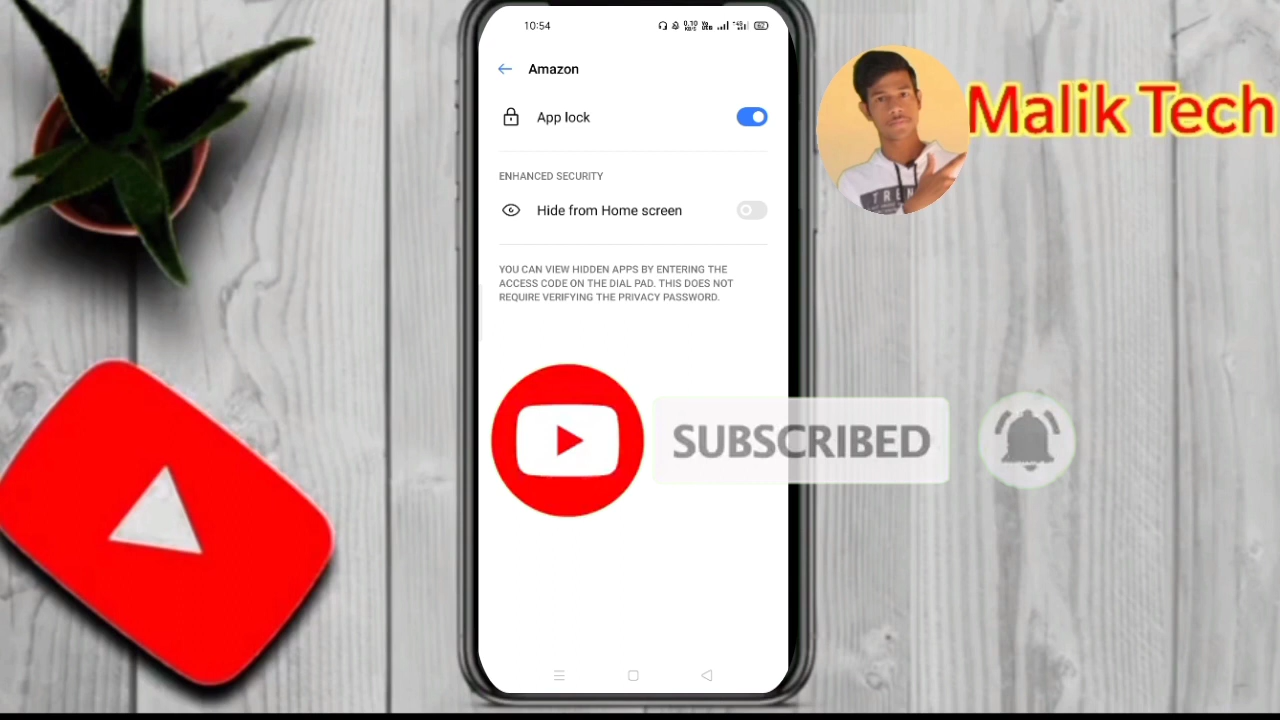 10:54
Amazon
App lock
ENHANCED SECURITY
Hide from Home screen
YOU CAN VIEW HIDDEN APPS BY ENTERING THE
ACCESS CODE ON THE DIAL PAD. THIS DOES NOT
REQUIRE VERIFYING THE PRIVACY PASSWORD.
Malik Tech
TREN
SUBSCRIBED